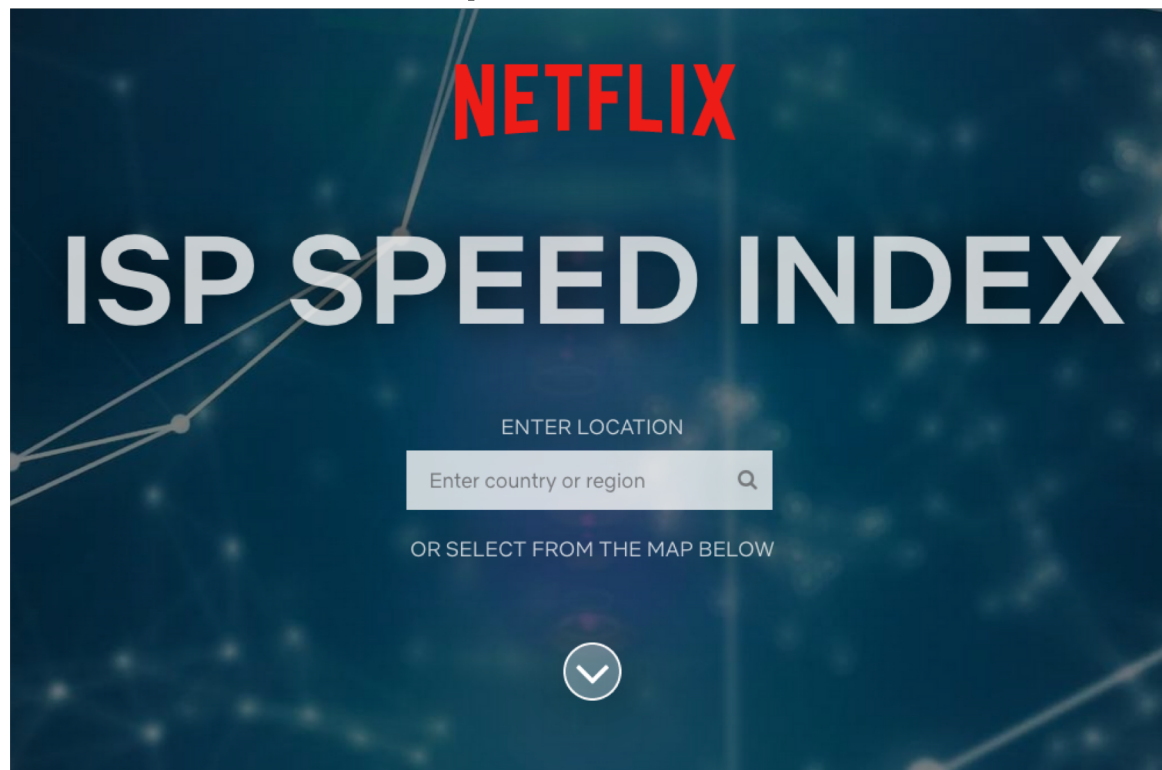 NETFLIX
ISP SPEED INDEX
ENTER LOCATION
Enter country or region
OR SELECT FROM THE MAP BELOW